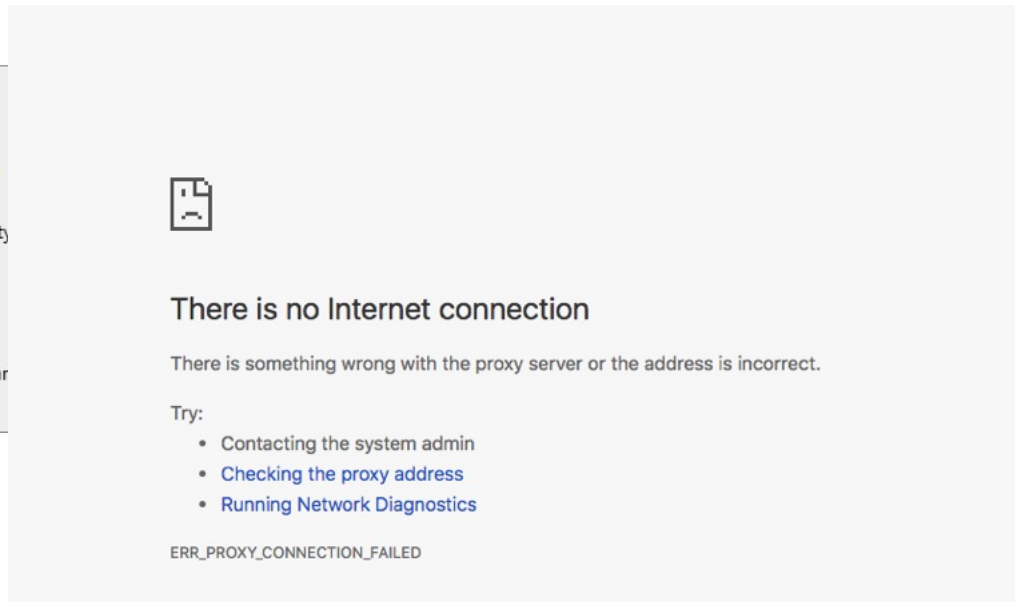 There is no Internet connection
There is something wrong with the proxy server or the address is incorrect.
Try:
• Contacting the system admin
• Checking the proxy address
• Running Network Diagnostics
ERR_PROXY_CONNECTION_FAILED